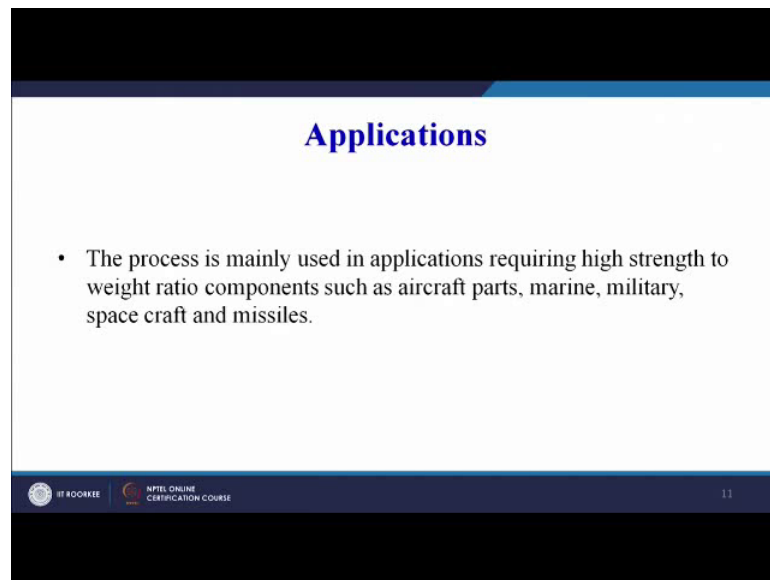 Applications
• The process is mainly used in applications requiring high strength to
weight ratio components such as aircraft parts, marine, military,
space craft and missiles.
IIT ROORKEE
NPTEL ONLINE
CERTIFICATION COURSE
11